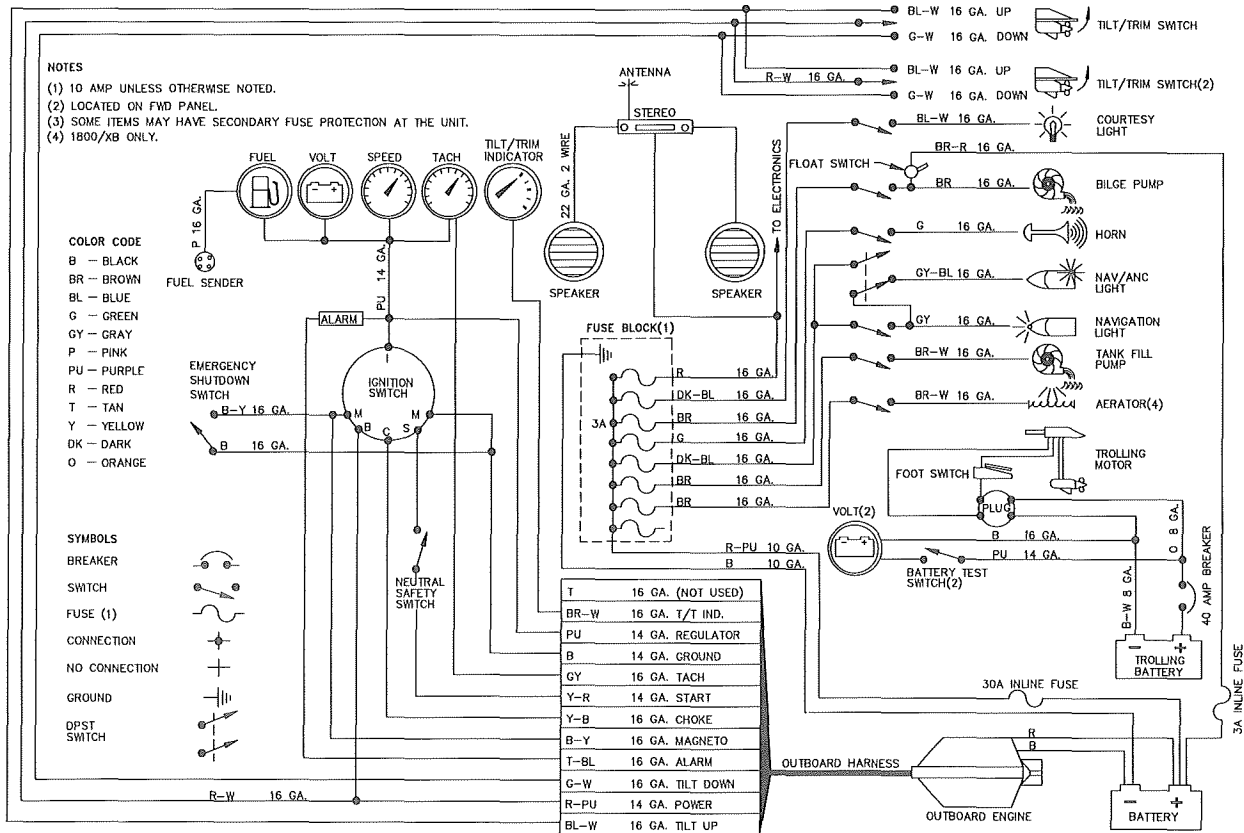 BL-W 16 GA. UP
TILT/TRIM SWITCH
G-W 16 GA. DOWN
BL-W 16 GA. UP
R-W 16 GA.
TILT/TRIM SWITCH(2)
G-W 16 GA. DOWN
NOTES
(1) 10 AMP UNLESS OTHERWISE NOTED.
(2) LOCATED ON FWD PANEL.
(3) SOME ITEMS MAY HAVE SECONDARY FUSE PROTECTION AT THE UNIT.
(4) 1800/XB ONLY.
ANTENNA
STEREO
22 GA. 2 WIRE
SPEAKER
SPEAKER
TO ELECTRONICS
FUEL
VOLT
SPEED
TACH
TILT/TRIM
INDICATOR
P 16 GA.
FUEL SENDER
PU 14 GA.
ALARM
COLOR CODE
B — BLACK
BR — BROWN
BL — BLUE
G — GREEN
GY — GRAY
P — PINK
PU — PURPLE
R — RED
T — TAN
Y — YELLOW
DK — DARK
O — ORANGE
EMERGENCY
SHUTDOWN
SWITCH
B-Y 16 GA.
B 16 GA.
I
IGNITION
SWITCH
M
B
C
S
M
NEUTRAL
SAFETY
SWITCH
BL-W 16 GA.
COURTESY
LIGHT
BR-R 16 GA.
FLOAT SWITCH
BR 16 GA.
BILGE PUMP
G 16 GA.
HORN
GY-BL 16 GA.
NAV/ANC
LIGHT
GY 16 GA.
NAVIGATION
LIGHT
BR-W 16 GA.
TANK FILL
PUMP
BR-W 16 GA.
AERATOR(4)
FUSE BLOCK(1)
R 16 GA.
DK-BL 16 GA.
3A
BR 16 GA.
G 16 GA.
DK-BL 16 GA.
BR 16 GA.
BR 16 GA.
R-PU 10 GA.
B 10 GA.
TROLLING
MOTOR
FOOT SWITCH
PLUG
VOLT(2)
- +
B 16 GA.
PU 14 GA.
BATTERY TEST
SWITCH(2)
O 8 GA.
B-W 8 GA.
40 AMP BREAKER
- +
TROLLING
BATTERY
3A INLINE FUSE
30A INLINE FUSE
SYMBOLS
BREAKER
SWITCH
FUSE (1)
CONNECTION
NO CONNECTION
GROUND
DPST
SWITCH
T 16 GA. (NOT USED)
BR-W 16 GA. T/T IND.
PU 14 GA. REGULATOR
B 14 GA. GROUND
GY 16 GA. TACH
Y-R 14 GA. START
Y-B 16 GA. CHOKE
B-Y 16 GA. MAGNETO
T-BL 16 GA. ALARM
G-W 16 GA. TILT DOWN
R-PU 14 GA. POWER
BL-W 16 GA. TILT UP
R-W 16 GA.
OUTBOARD HARNESS
R
B
OUTBOARD ENGINE
- +
BATTERY